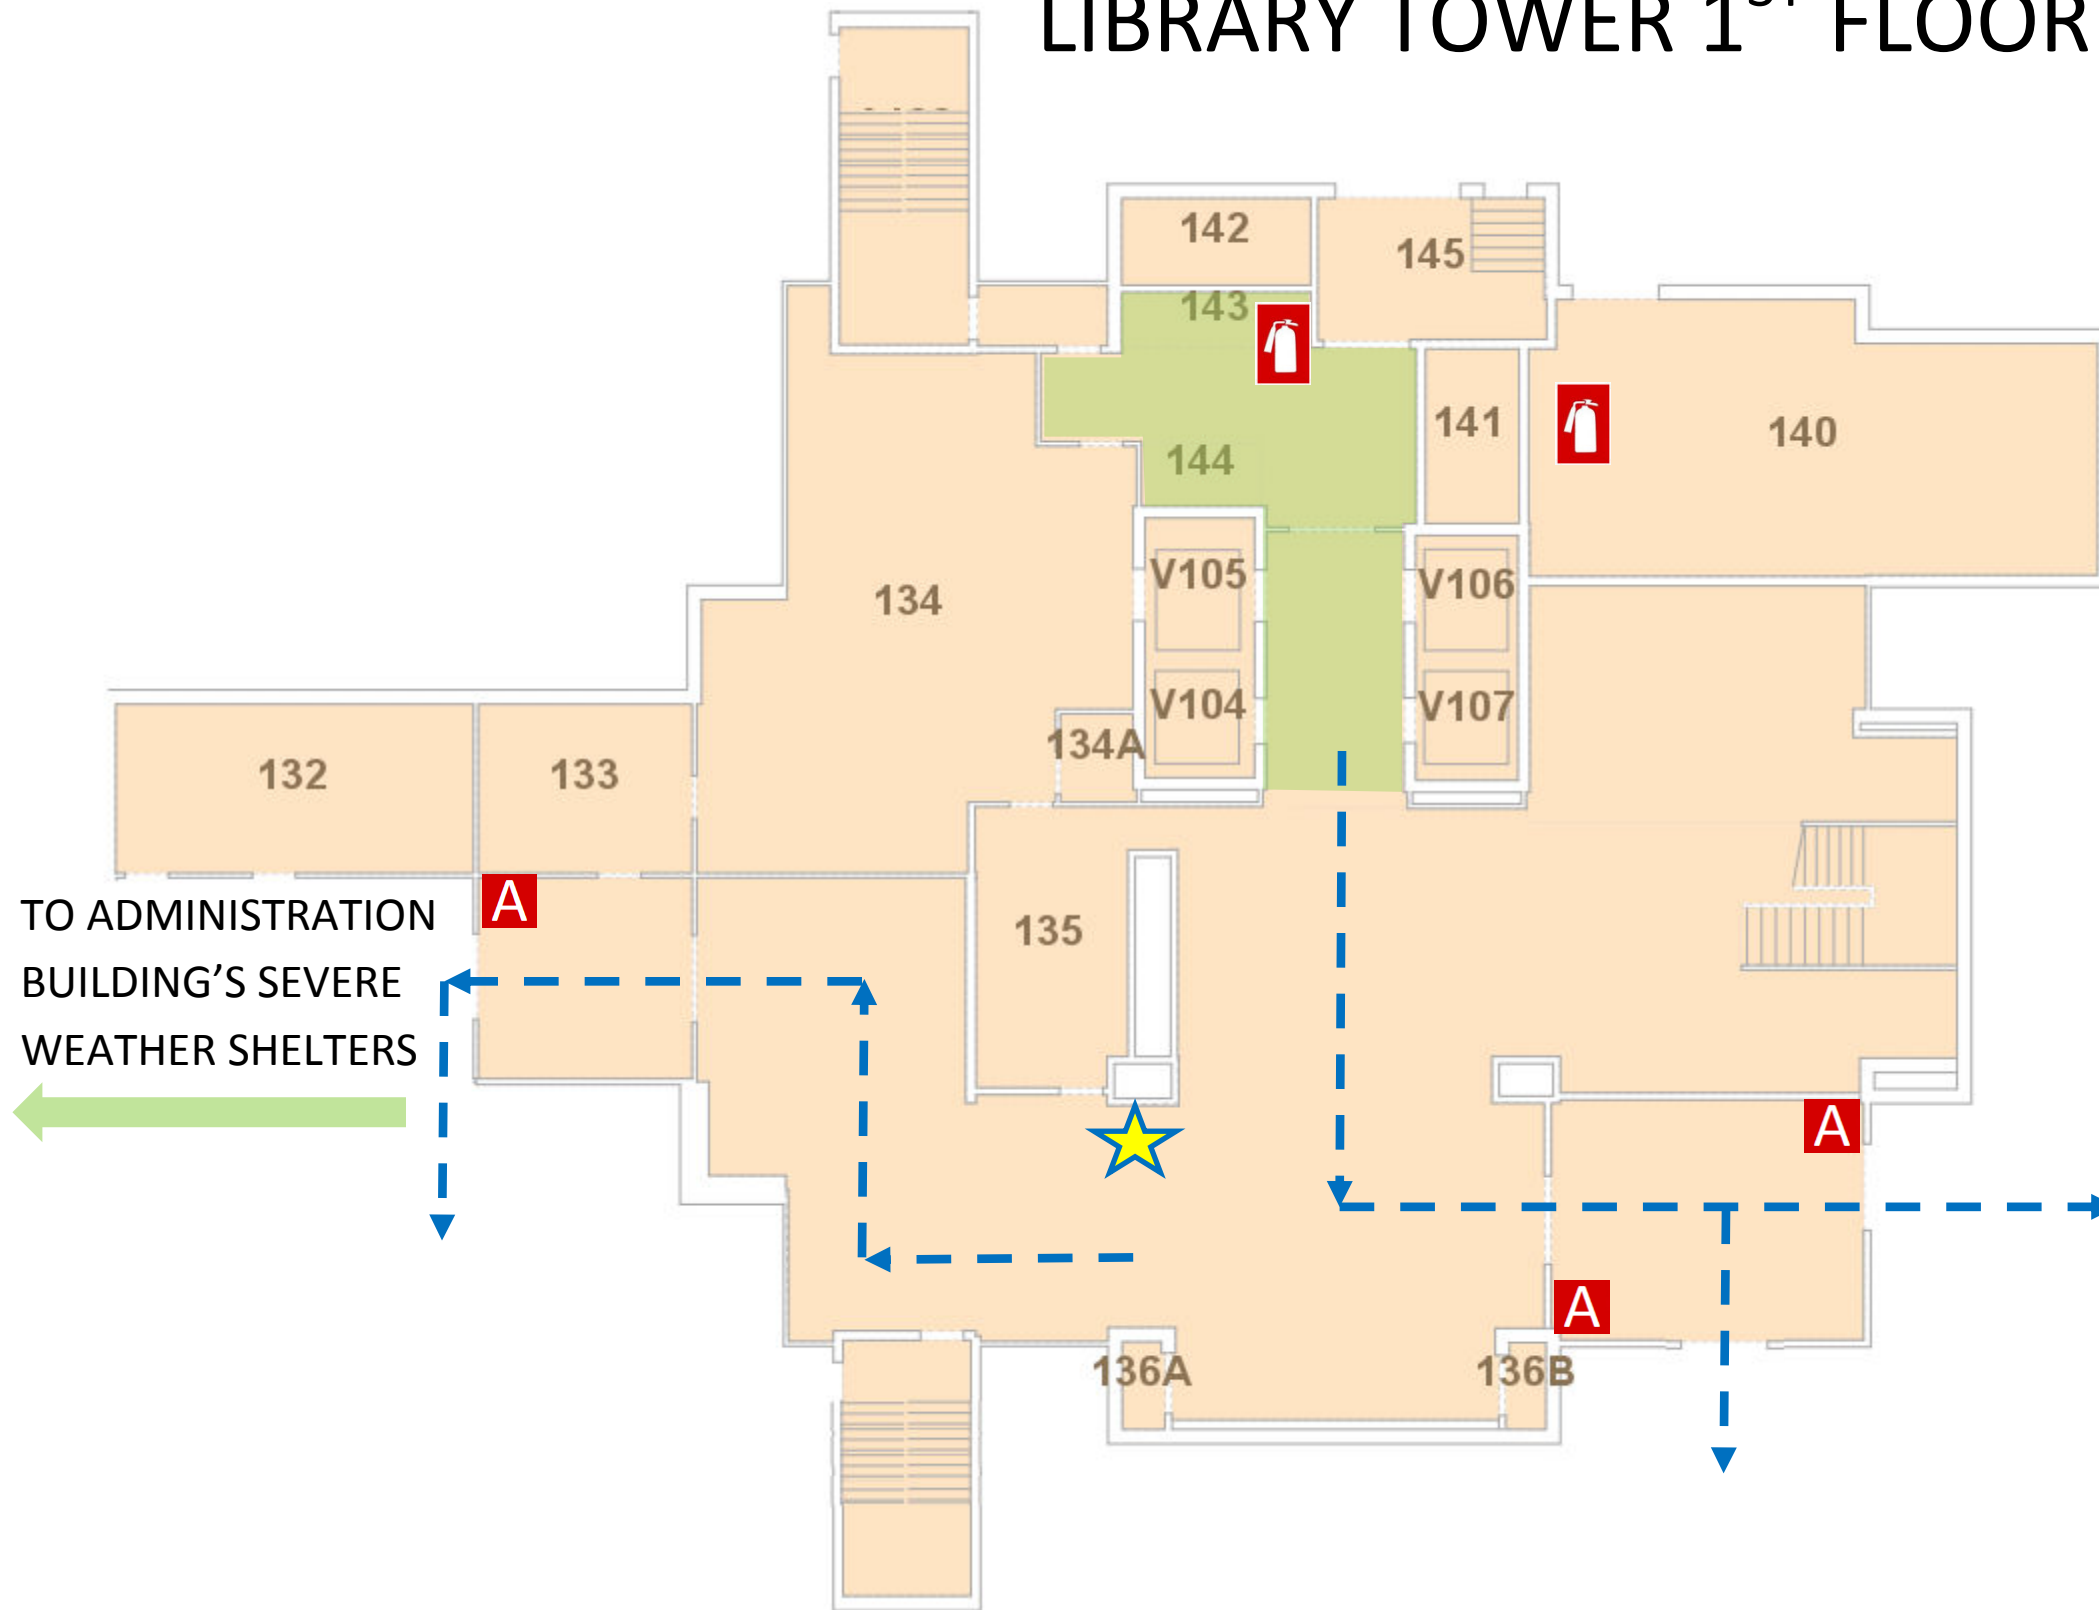 LIBRARY TOWER 1ST FLOOR
142
145
143
141
140
144
V105
V106
134
V104
V107
134A
132
133
A
TO ADMINISTRATION
BUILDING'S SEVERE
WEATHER SHELTERS
135
A
A
136A
136B